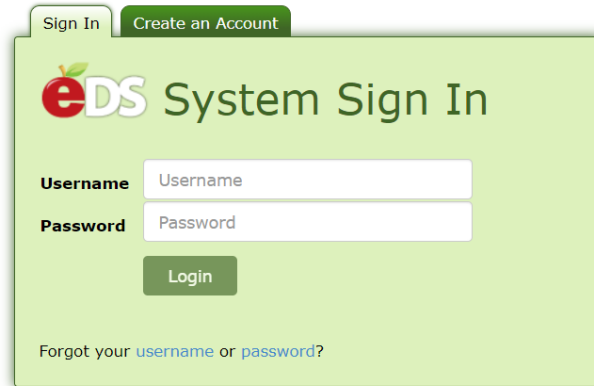 Sign In Create an Account
eDS System Sign In
Username Username
Password Password
Login
Forgot your username or password?